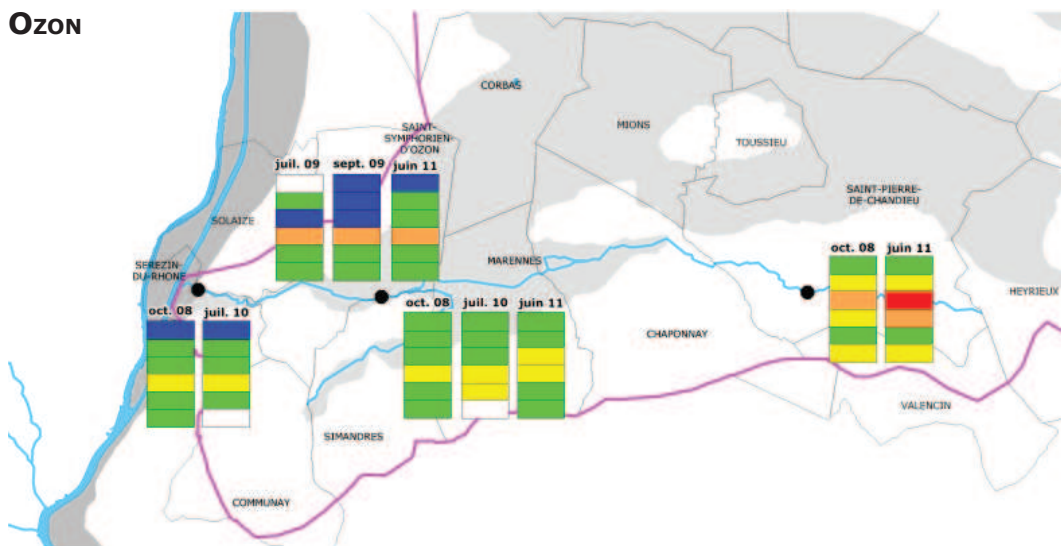 OZON
CORBAS
MIONS
TOUSSIEU
SAINT-
SYMPHORIEN-
D'OZON
juil. 09 sept. 09 juin 11
SAINT-PIERRE-
DE-CHANDIEU
SOLAIZE
oct. 08 juin 11
MARENNES
SEREZIN-
DU-RHONE
HEYRIEUX
oct. 08 juil. 10
oct. 08 juil. 10 juin 11
CHAPONNAY
VALENCIN
SIMANDRES
COMMUNAY